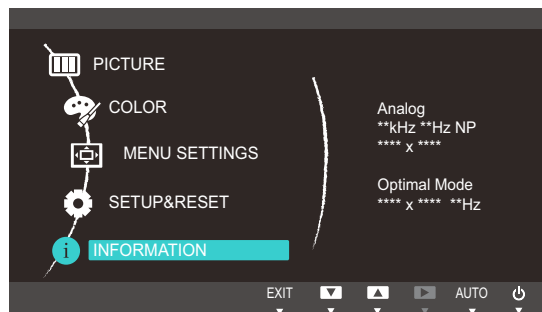 PICTURE
COLOR
MENU SETTINGS
SETUP&RESET
INFORMATION
Analog
**kHz **Hz NP
**** x ****
Optimal Mode
**** x **** **Hz
EXIT AUTO